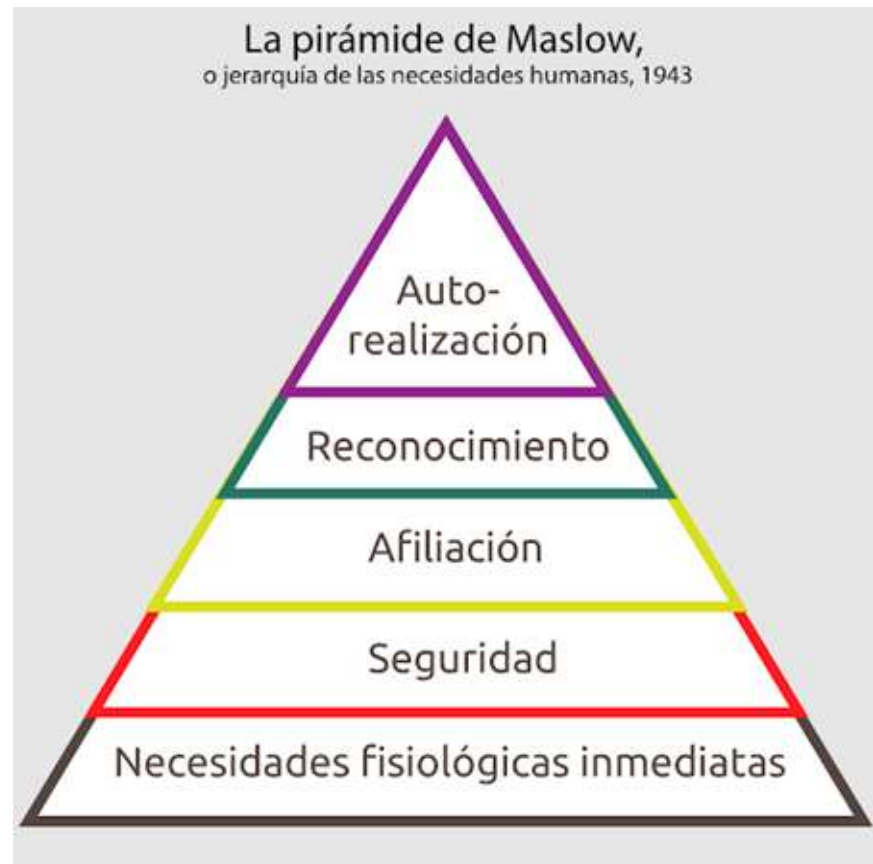 La pirámide de Maslow,
o jerarquía de las necesidades humanas, 1943
Auto-
realización
Reconocimiento
Afiliación
Seguridad
Necesidades fisiológicas inmediatas